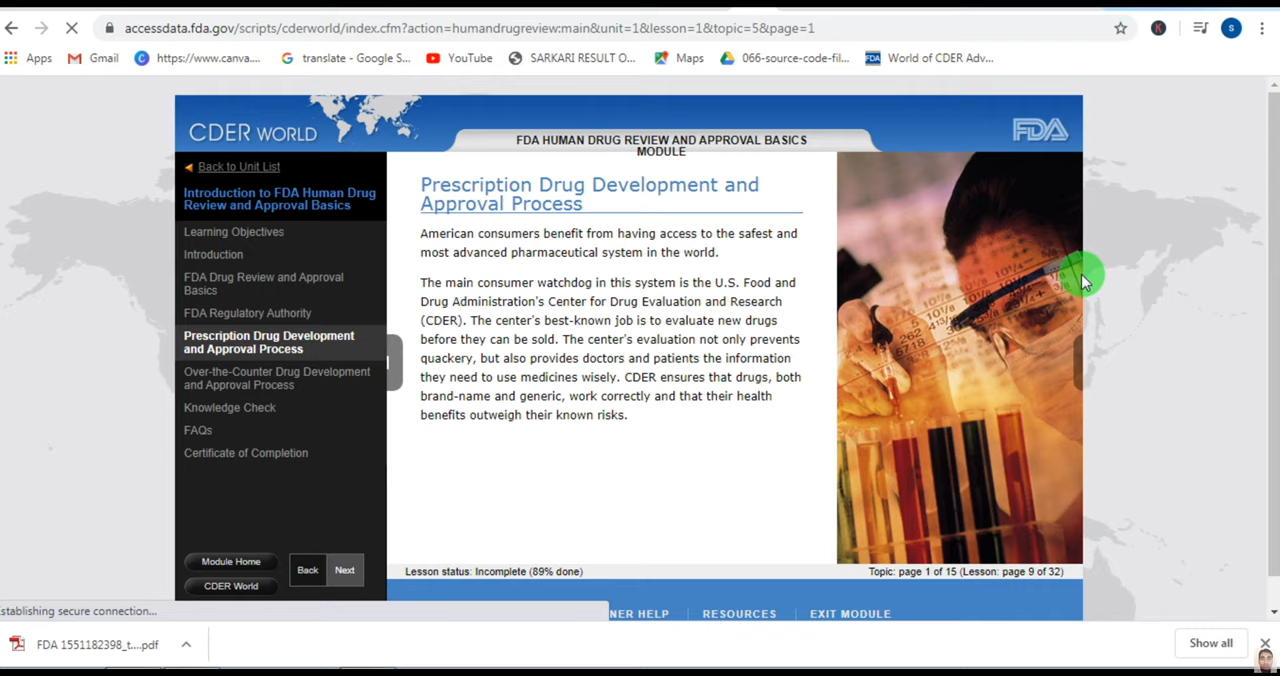 accessdata.fda.gov/scripts/cderworld/index.cfm?action=humandrugreview:main&unit=1&lesson=1&topic=5&page=1
Apps Gmail https://www.canva.... translate - Google S... YouTube SARKARI RESULT O... Maps 066-source-code-fil... FDA World of CDER Adv...
CDER WORLD
FDA HUMAN DRUG REVIEW AND APPROVAL BASICS
MODULE
FDA
Back to Unit List
Introduction to FDA Human Drug
Review and Approval Basics
Learning Objectives
Introduction
FDA Drug Review and Approval
Basics
FDA Regulatory Authority
Prescription Drug Development
and Approval Process
Over-the-Counter Drug Development
and Approval Process
Knowledge Check
FAQs
Certificate of Completion
Module Home
CDER World
Back Next
Prescription Drug Development and
Approval Process
American consumers benefit from having access to the safest and
most advanced pharmaceutical system in the world.
The main consumer watchdog in this system is the U.S. Food and
Drug Administration's Center for Drug Evaluation and Research
(CDER). The center's best-known job is to evaluate new drugs
before they can be sold. The center's evaluation not only prevents
quackery, but also provides doctors and patients the information
they need to use medicines wisely. CDER ensures that drugs, both
brand-name and generic, work correctly and that their health
benefits outweigh their known risks.
Lesson status: Incomplete (89% done)
Topic: page 1 of 15 (Lesson: page 9 of 32)
Establishing secure connection...
NER HELP RESOURCES EXIT MODULE
FDA 1551182398_t....pdf
Show all